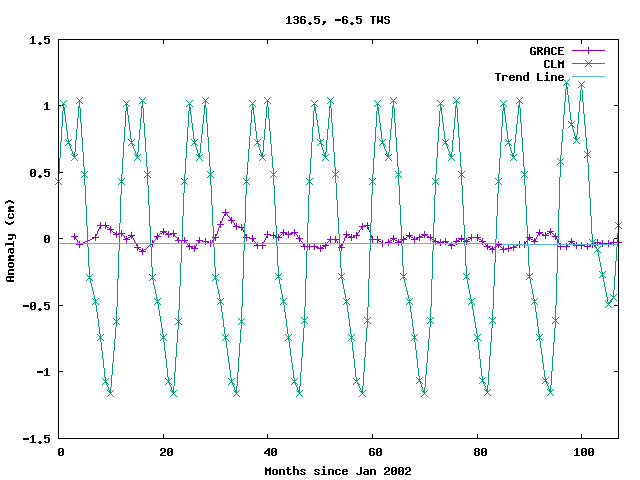 136.5, -6.5 TWS
GRACE
CLM
Trend Line
1.5
1
0.5
0
-0.5
-1
-1.5
Anomaly (cm)
0 20 40 60 80 100
Months since Jan 2002